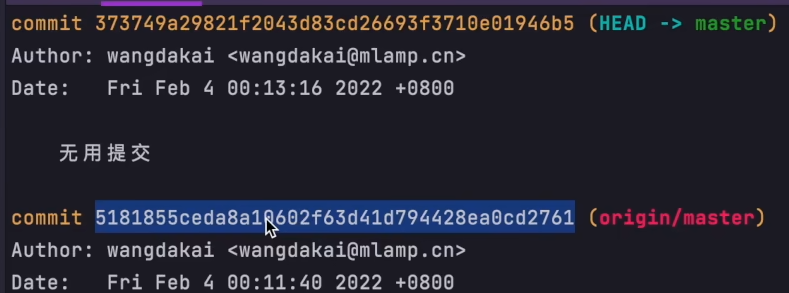 commit 373749a29821f2043d83cd26693f3710e01946b5 (HEAD -> master)
Author: wangdakai <wangdakai@mlamp.cn>
Date:   Fri Feb 4 00:13:16 2022 +0800
无用提交
commit 5181855ceda8a10602f63d41d794428ea0cd2761 (origin/master)
Author: wangdakai <wangdakai@mlamp.cn>
Date:   Fri Feb 4 00:11:40 2022 +0800